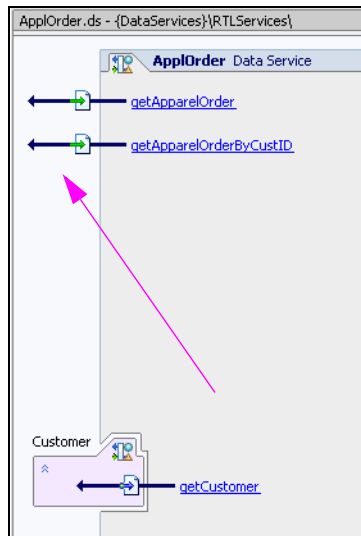 ApplOrder.ds - {DataServices}\RTLServices\
ApplOrder Data Service
getApparelOrder
getApparelOrderByCustID
Customer
getCustomer